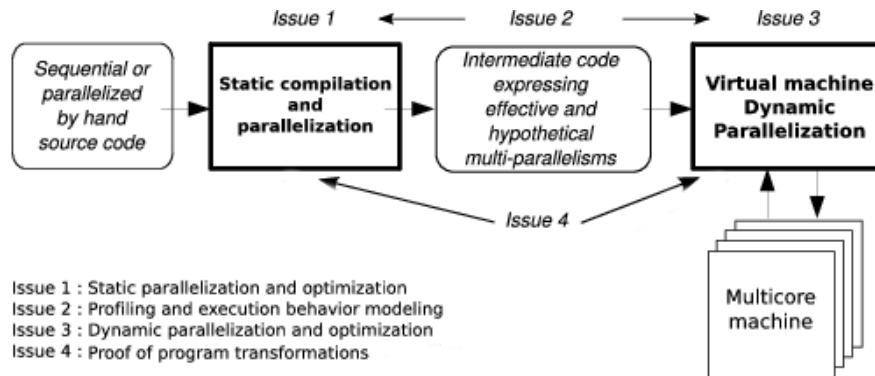 Issue 1
Issue 2
Issue 3
Sequential or
parallelized
by hand
source code
Static compilation
and
parallelization
Intermediate code
expressing
effective and
hypothetical
multi-parallelisms
Virtual machine
Dynamic
Parallelization
Issue 4
Multicore
machine
Issue 1 : Static parallelization and optimization
Issue 2 : Profiling and execution behavior modeling
Issue 3 : Dynamic parallelization and optimization
Issue 4 : Proof of program transformations